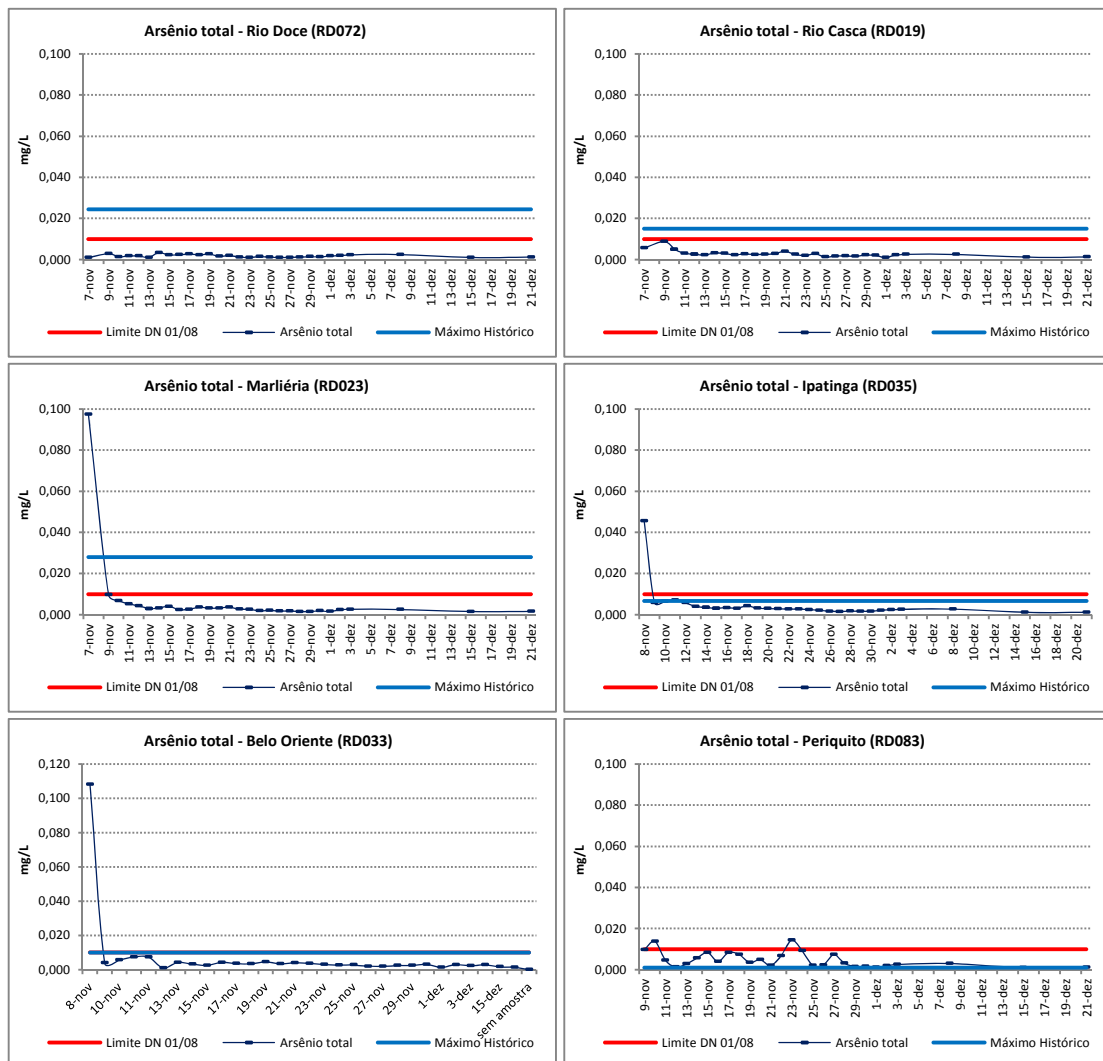 Arsênio total - Rio Doce (RD072)
0,100
0,080
0,060
0,040
0,020
0,000
mg/L
7-nov
9-nov
11-nov
13-nov
15-nov
17-nov
19-nov
21-nov
23-nov
25-nov
27-nov
29-nov
1-dez
3-dez
5-dez
7-dez
9-dez
11-dez
13-dez
15-dez
17-dez
19-dez
21-dez
Limite DN 01/08 Arsênio total Máximo Histórico
Arsênio total - Rio Casca (RD019)
0,100
0,080
0,060
0,040
0,020
0,000
mg/L
7-nov
9-nov
11-nov
13-nov
15-nov
17-nov
19-nov
21-nov
23-nov
25-nov
27-nov
29-nov
1-dez
3-dez
5-dez
7-dez
9-dez
11-dez
13-dez
15-dez
17-dez
19-dez
21-dez
Limite DN 01/08 Arsênio total Máximo Histórico
Arsênio total - Marliéria (RD023)
0,100
0,080
0,060
0,040
0,020
0,000
mg/L
7-nov
9-nov
11-nov
13-nov
15-nov
17-nov
19-nov
21-nov
23-nov
25-nov
27-nov
29-nov
1-dez
3-dez
5-dez
7-dez
9-dez
11-dez
13-dez
15-dez
17-dez
19-dez
21-dez
Limite DN 01/08 Arsênio total Máximo Histórico
Arsênio total - Ipatinga (RD035)
0,100
0,080
0,060
0,040
0,020
0,000
mg/L
8-nov
10-nov
12-nov
14-nov
16-nov
18-nov
20-nov
22-nov
24-nov
26-nov
28-nov
30-nov
2-dez
4-dez
6-dez
8-dez
10-dez
12-dez
14-dez
16-dez
18-dez
20-dez
Limite DN 01/08 Arsênio total Máximo Histórico
Arsênio total - Belo Oriente (RD033)
0,120
0,100
0,080
0,060
0,040
0,020
0,000
mg/L
8-nov
10-nov
11-nov
13-nov
15-nov
17-nov
19-nov
21-nov
23-nov
25-nov
27-nov
29-nov
1-dez
3-dez
15-dez
sem amostra
Limite DN 01/08 Arsênio total Máximo Histórico
Arsênio total - Periquito (RD083)
0,100
0,080
0,060
0,040
0,020
0,000
mg/L
9-nov
11-nov
13-nov
15-nov
17-nov
19-nov
21-nov
23-nov
25-nov
27-nov
29-nov
1-dez
3-dez
5-dez
7-dez
9-dez
11-dez
13-dez
15-dez
17-dez
19-dez
21-dez
Limite DN 01/08 Arsênio total Máximo Histórico